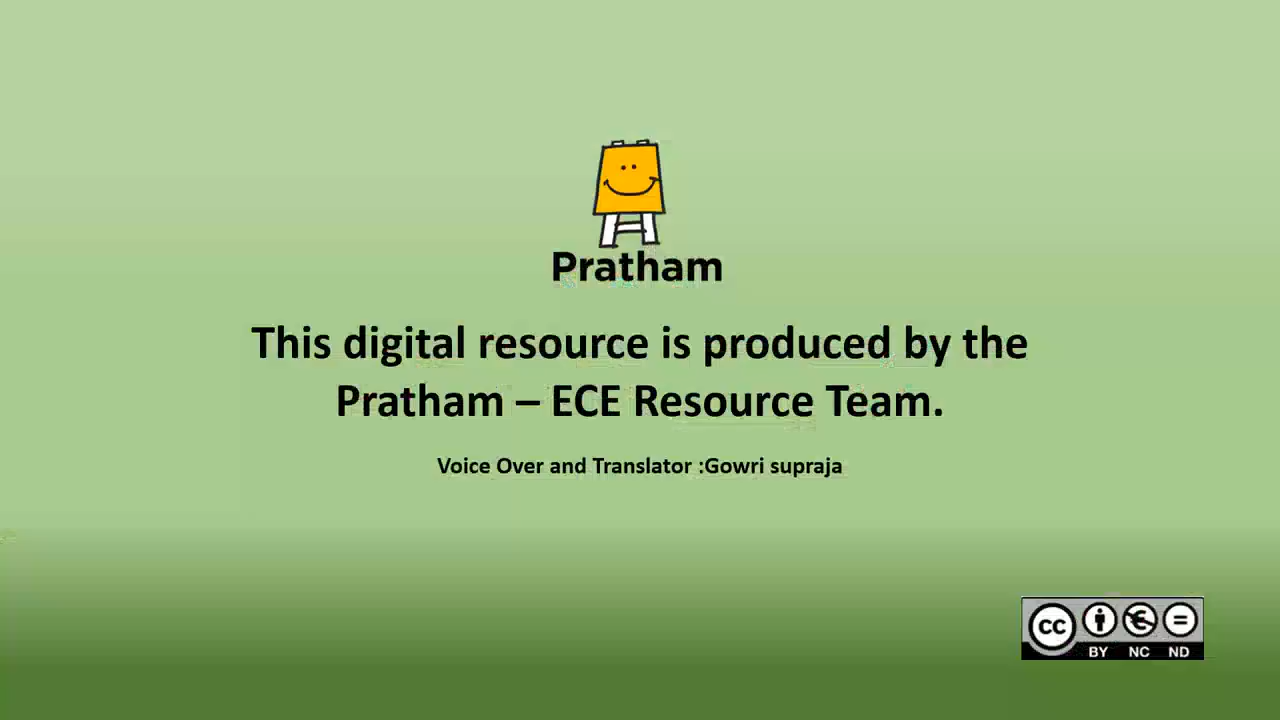 Pratham
This digital resource is produced by the
Pratham – ECE Resource Team.
Voice Over and Translator :Gowri supraja
CC
BY NC ND